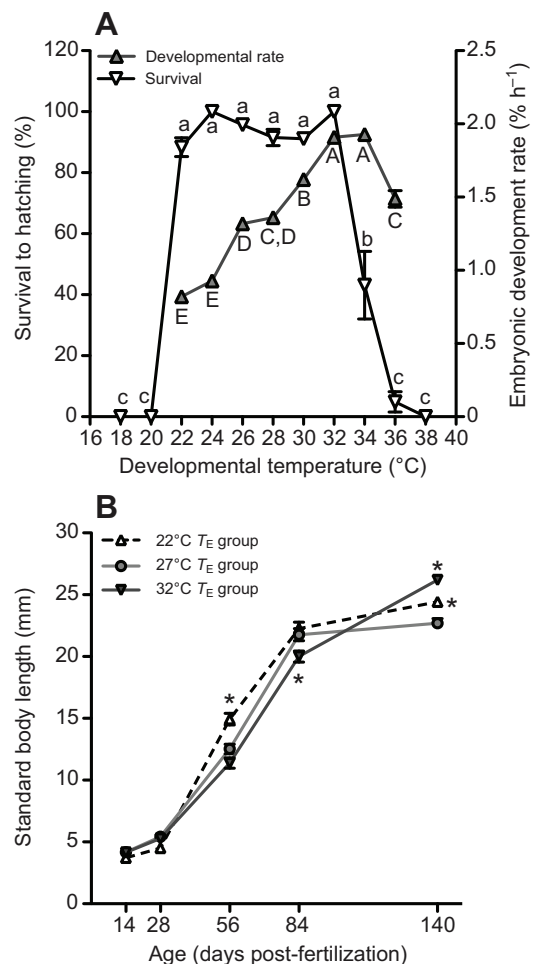 A
Developmental rate
Survival
Survival to hatching (%)
120
100
80
60
40
20
0
Embryonic development rate (% h⁻¹)
2.5
2.0
1.5
1.0
0.5
0
c c a a a a a a b c c
E E D C,D B A A C
16 18 20 22 24 26 28 30 32 34 36 38 40
Developmental temperature (°C)
B
22°C TE group
27°C TE group
32°C TE group
Standard body length (mm)
30
25
20
15
10
5
0
* * * *
14 28 56 84 140
Age (days post-fertilization)